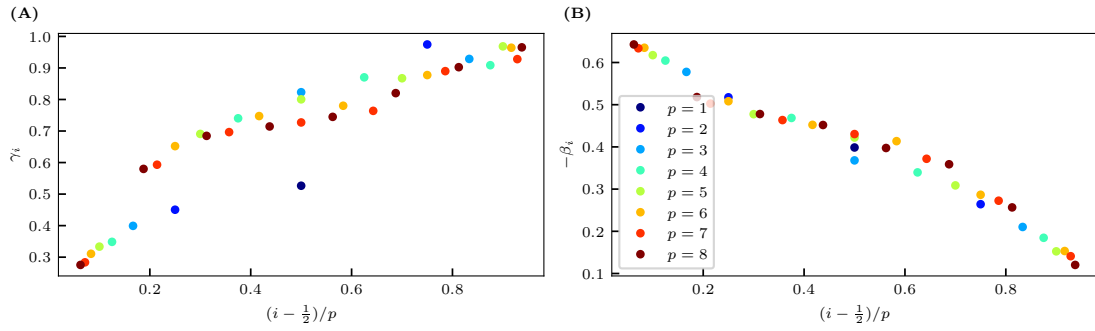 (A)
γᵢ
1.0
0.9
0.8
0.7
0.6
0.5
0.4
0.3
0.2
0.4
0.6
0.8
(i − 1/2)/p
(B)
−βᵢ
0.6
0.5
0.4
0.3
0.2
0.1
0.2
0.4
0.6
0.8
(i − 1/2)/p
p = 1
p = 2
p = 3
p = 4
p = 5
p = 6
p = 7
p = 8